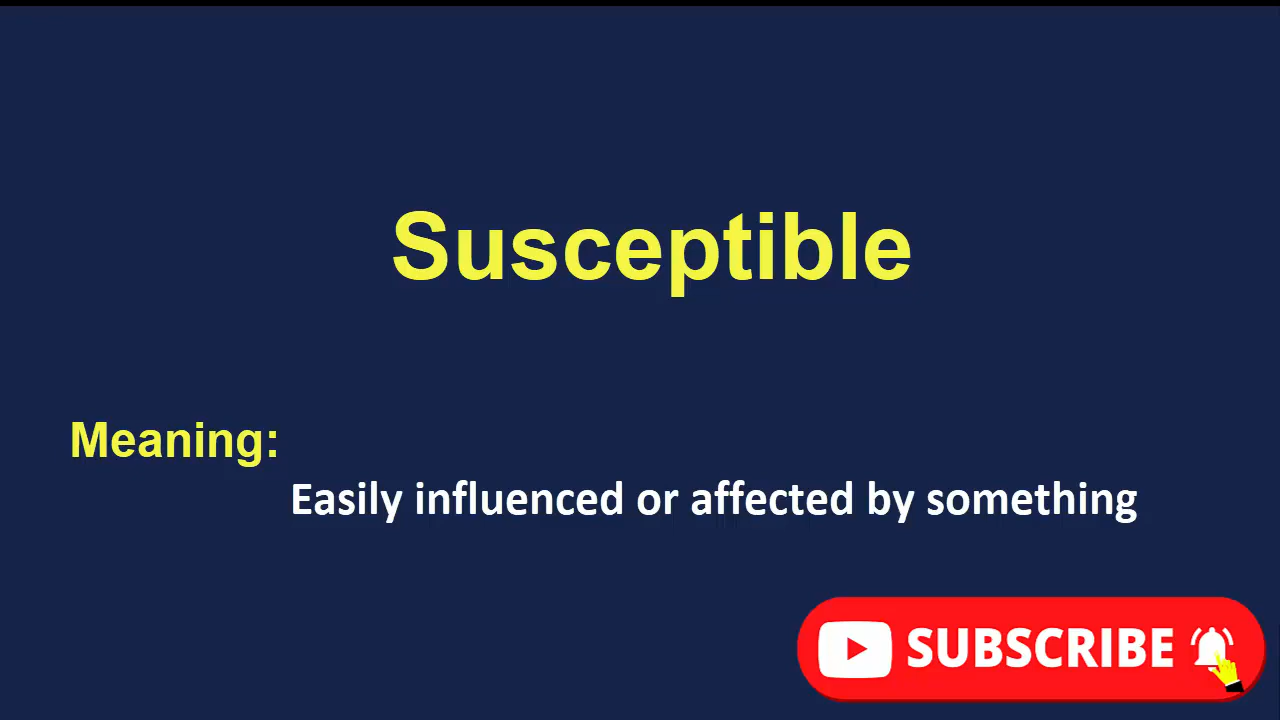 Susceptible
Meaning:
Easily influenced or affected by something
SUBSCRIBE